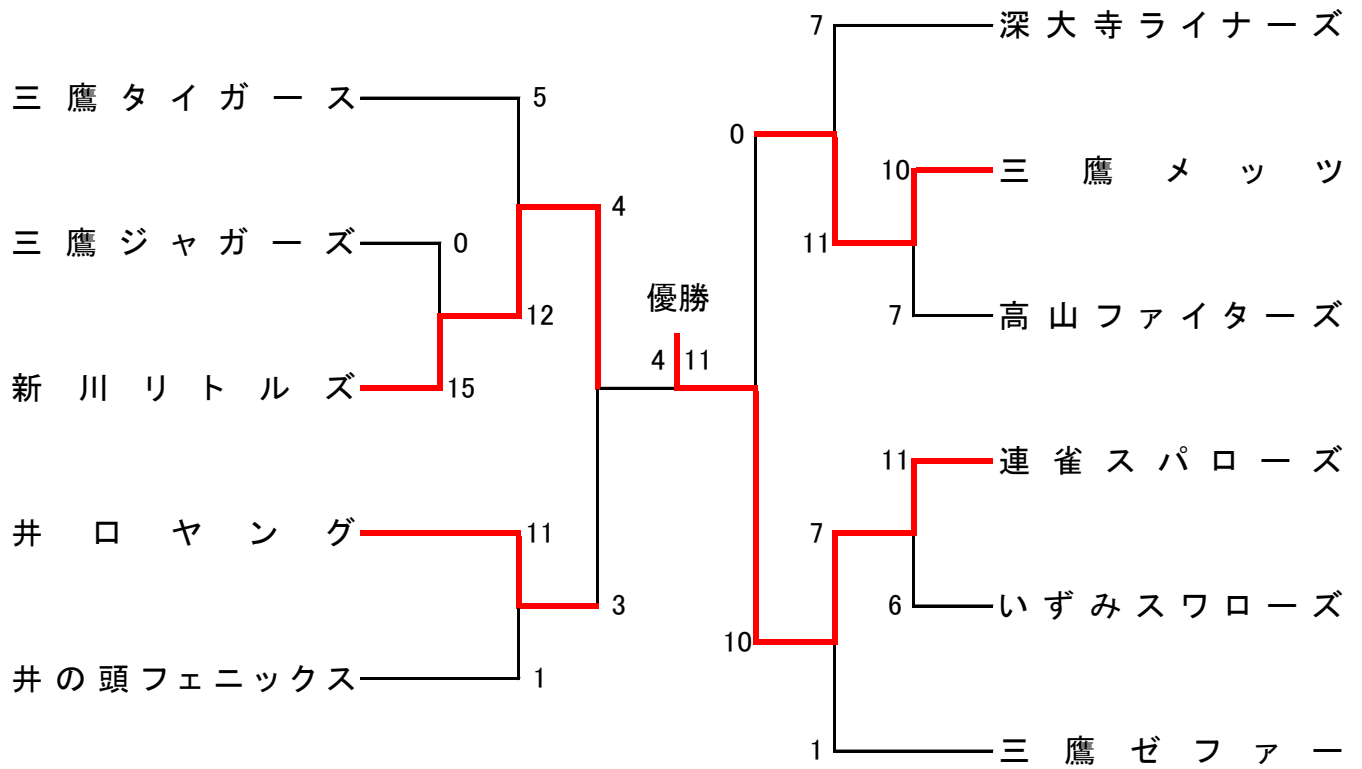 三鷹タイガース
5
三鷹ジャガーズ
0
4
12
新川リトルズ
15
井口ヤング
11
3
井の頭フェニックス
1
優勝
4 11
7
深大寺ライナーズ
0
10
三鷹メッツ
11
7
高山ファイターズ
11
連雀スパローズ
7
6
いずみスワローズ
10
1
三鷹ゼファー